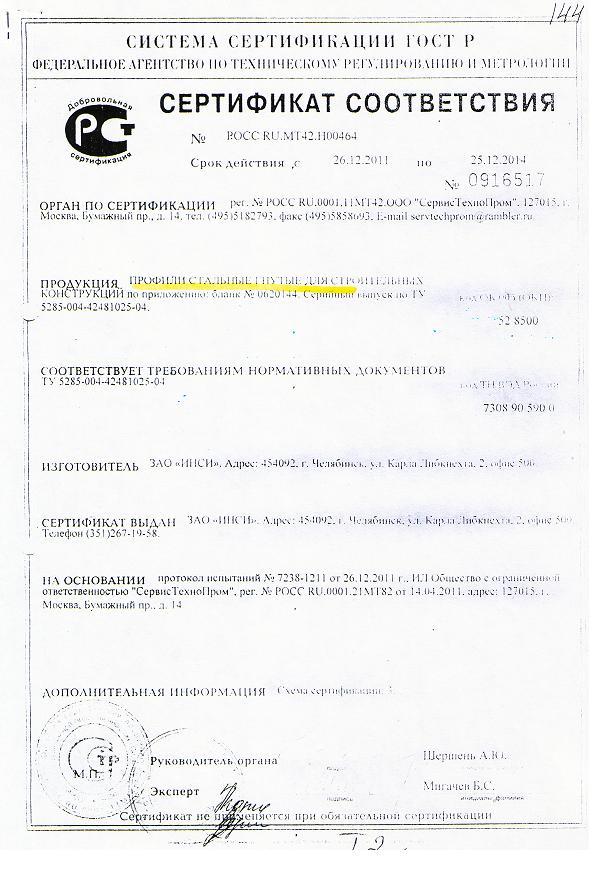 144
СИСТЕМА СЕРТИФИКАЦИИ ГОСТ Р
ФЕДЕРАЛЬНОЕ АГЕНТСТВО ПО ТЕХНИЧЕСКОМУ РЕГУЛИРОВАНИЮ И МЕТРОЛОГИИ
Добровольная
РСТ
сертификация
СЕРТИФИКАТ СООТВЕТСТВИЯ
№ РОСС RU.МТ42.Н00464
Срок действия с 26.12.2011 по 25.12.2014
№ 0916517
ОРГАН ПО СЕРТИФИКАЦИИ рег. № РОСС RU.0001.11МТ42.ООО "СервисТехноПром", 127015, г.
Москва, Бумажный пр., д. 14, тел. (495)5182793, факс (495)5858693, E-mail servtechprom@rambler.ru
ПРОДУКЦИЯ ПРОФИЛИ СТАЛЬНЫЕ ГНУТЫЕ ДЛЯ СТРОИТЕЛЬНЫХ
КОНСТРУКЦИЙ по приложению: бланк № 0620144. Серийный выпуск по ТУ
5285-004-42481025-04.
код
52 8500
СООТВЕТСТВУЕТ ТРЕБОВАНИЯМ НОРМАТИВНЫХ ДОКУМЕНТОВ
ТУ 5285-004-42481025-04
код ТН ВЭД России
7308 90 590 0
ИЗГОТОВИТЕЛЬ ЗАО «ИНСИ». Адрес: 454092, г. Челябинск, ул. Карла Либкнехта, 2, офис 506
СЕРТИФИКАТ ВЫДАН ЗАО «ИНСИ». Адрес: 454092, г. Челябинск, ул. Карла Либкнехта, 2, офис
Телефон (351)267-19-58.
НА ОСНОВАНИИ протокол испытаний № 7238-1211 от 26.12.2011 г., ИЛ Общество с ограниченной
ответственностью "СервисТехноПром", рег. № РОСС RU.0001.21МТ82 от 14.04.2011, адрес: 127015, г.
Москва, Бумажный пр., д. 14
ДОПОЛНИТЕЛЬНАЯ ИНФОРМАЦИЯ Схема сертификации: 3.
М.П.
Руководитель органа Шершень А.Ю.
Эксперт Мигачев Б.С.
подпись инициалы, фамилия
Сертификат не применяется при обязательной сертификации